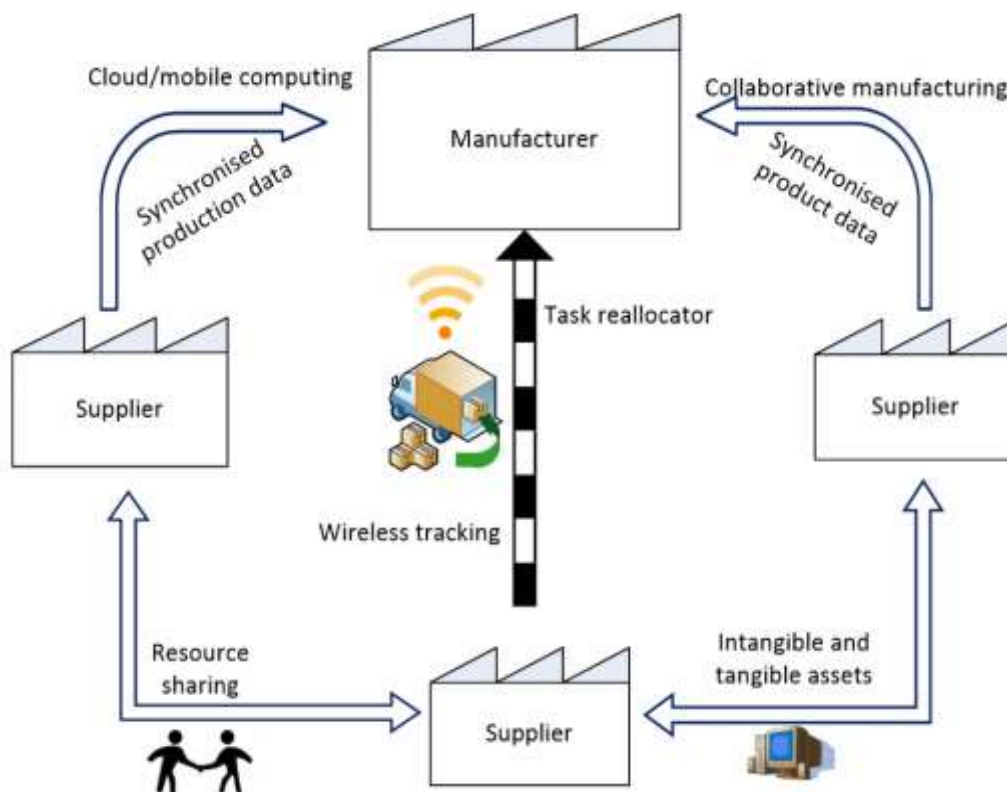 Cloud/mobile computing
Collaborative manufacturing
Manufacturer
Synchronised
production data
Synchronised
product data
Task reallocator
Supplier
Supplier
Wireless tracking
Resource
sharing
Intangible and
tangible assets
Supplier